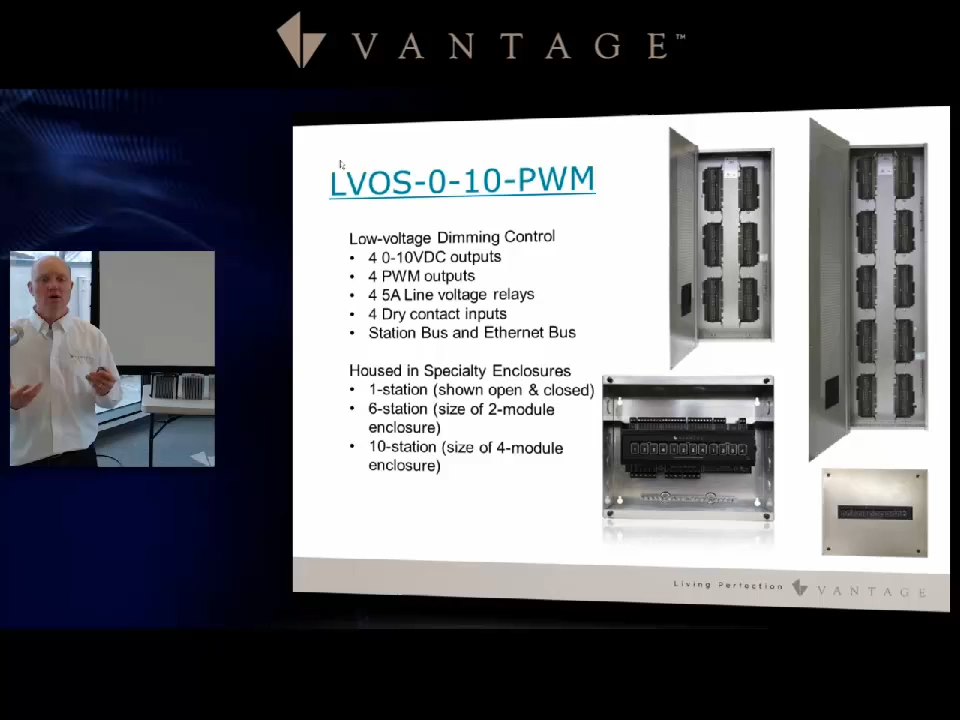 VANTAGE™
LVOS-0-10-PWM
Low-voltage Dimming Control
• 4 0-10VDC outputs
• 4 PWM outputs
• 4 5A Line voltage relays
• 4 Dry contact inputs
• Station Bus and Ethernet Bus
Housed in Specialty Enclosures
• 1-station (shown open & closed)
• 6-station (size of 2-module
enclosure)
• 10-station (size of 4-module
enclosure)
Living Perfection VANTAGE